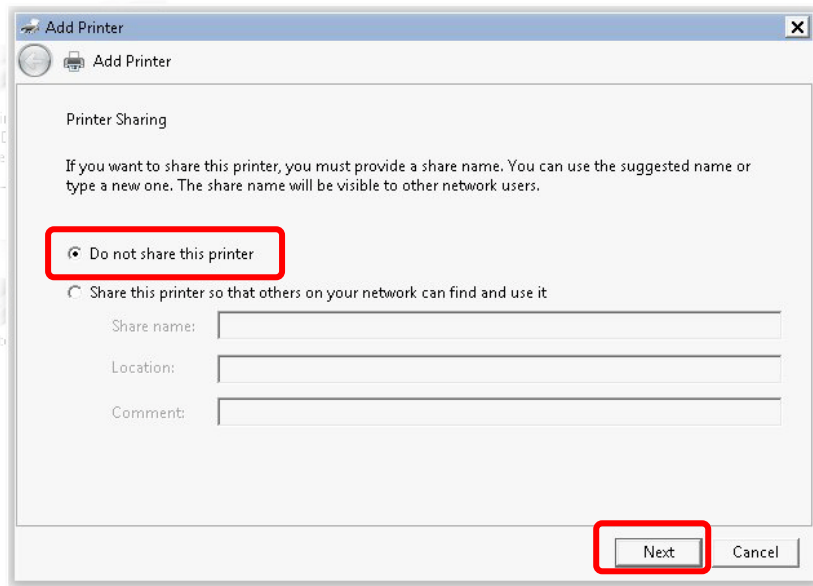 Add Printer
Add Printer
Printer Sharing
If you want to share this printer, you must provide a share name. You can use the suggested name or
type a new one. The share name will be visible to other network users.
Do not share this printer
Share this printer so that others on your network can find and use it
Share name:
Location:
Comment:
Next
Cancel